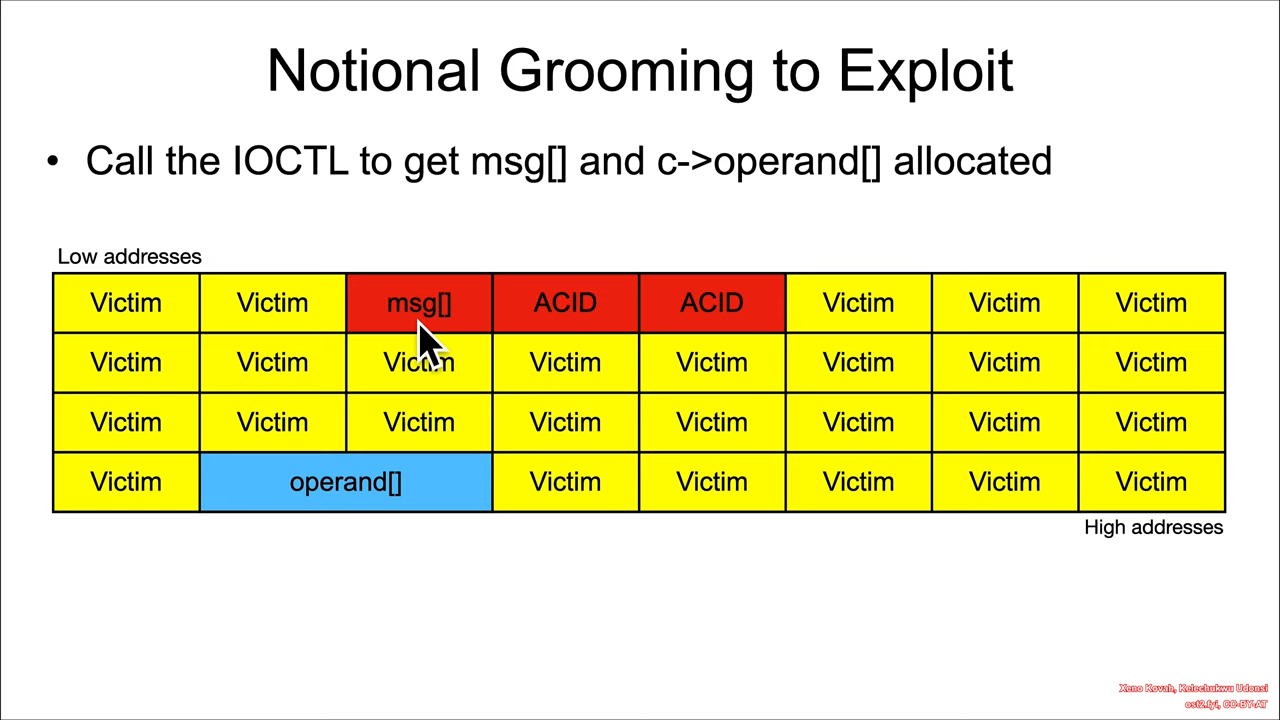 Notional Grooming to Exploit
• Call the IOCTL to get msg[] and c->operand[] allocated
Low addresses
Victim Victim msg[] ACID ACID Victim Victim Victim
Victim Victim Victim Victim Victim Victim Victim Victim
Victim Victim Victim Victim Victim Victim Victim Victim
Victim operand[] Victim Victim Victim Victim Victim
High addresses
Xeno Kovah, Kelechukwu Udonsi
ost2.fyi, CC-BY-AT